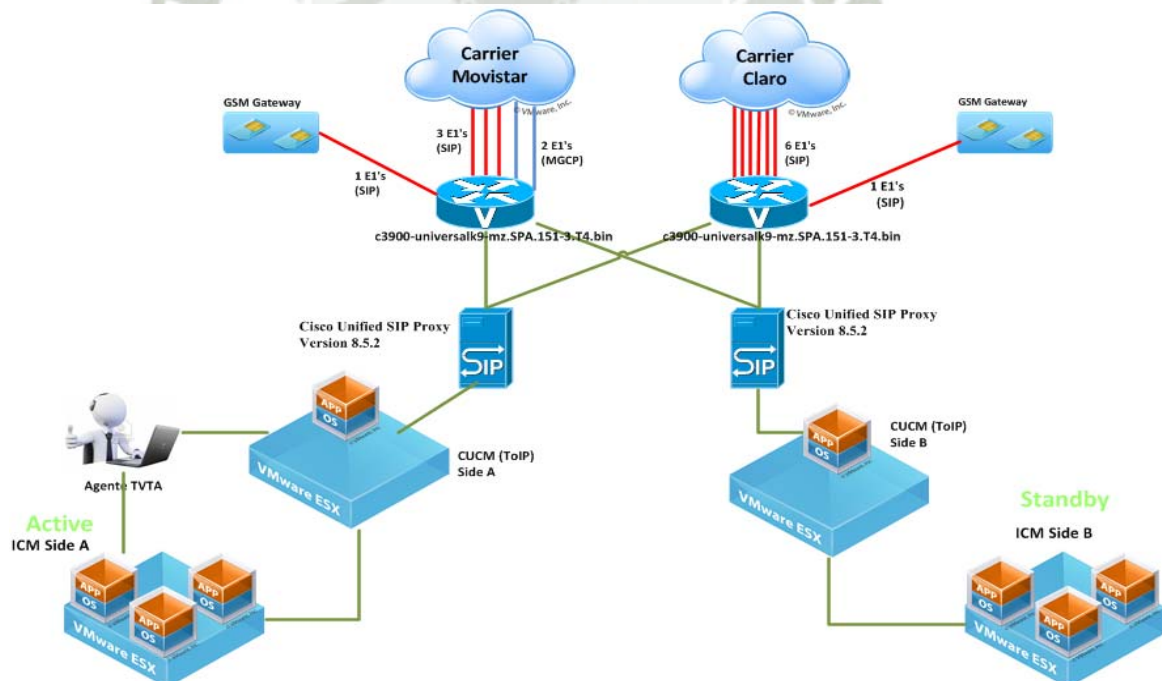 Carrier
Movistar
© VMware, Inc.
Carrier
Claro
© VMware, Inc.
GSM Gateway
GSM Gateway
3 E1's
(SIP)
2 E1's
(MGCP)
6 E1's
(SIP)
1 E1's
(SIP)
1 E1's
(SIP)
V
V
c3900-universalk9-mz.SPA.151-3.T4.bin
c3900-universalk9-mz.SPA.151-3.T4.bin
Cisco Unified SIP Proxy
Version 8.5.2
SIP
Cisco Unified SIP Proxy
Version 8.5.2
SIP
APP
OS
VMware ESX
CUCM (ToIP)
Side A
APP
OS
VMware ESX
CUCM (ToIP)
Side B
Agente TVTA
Active
ICM Side A
APP
OS
APP
OS
APP
OS
VMware ESX
Standby
ICM Side B
APP
OS
APP
OS
APP
OS
VMware ESX